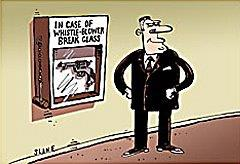 IN CASE OF
WHISTLE-BLOWER
BREAK GLASS
SLANE